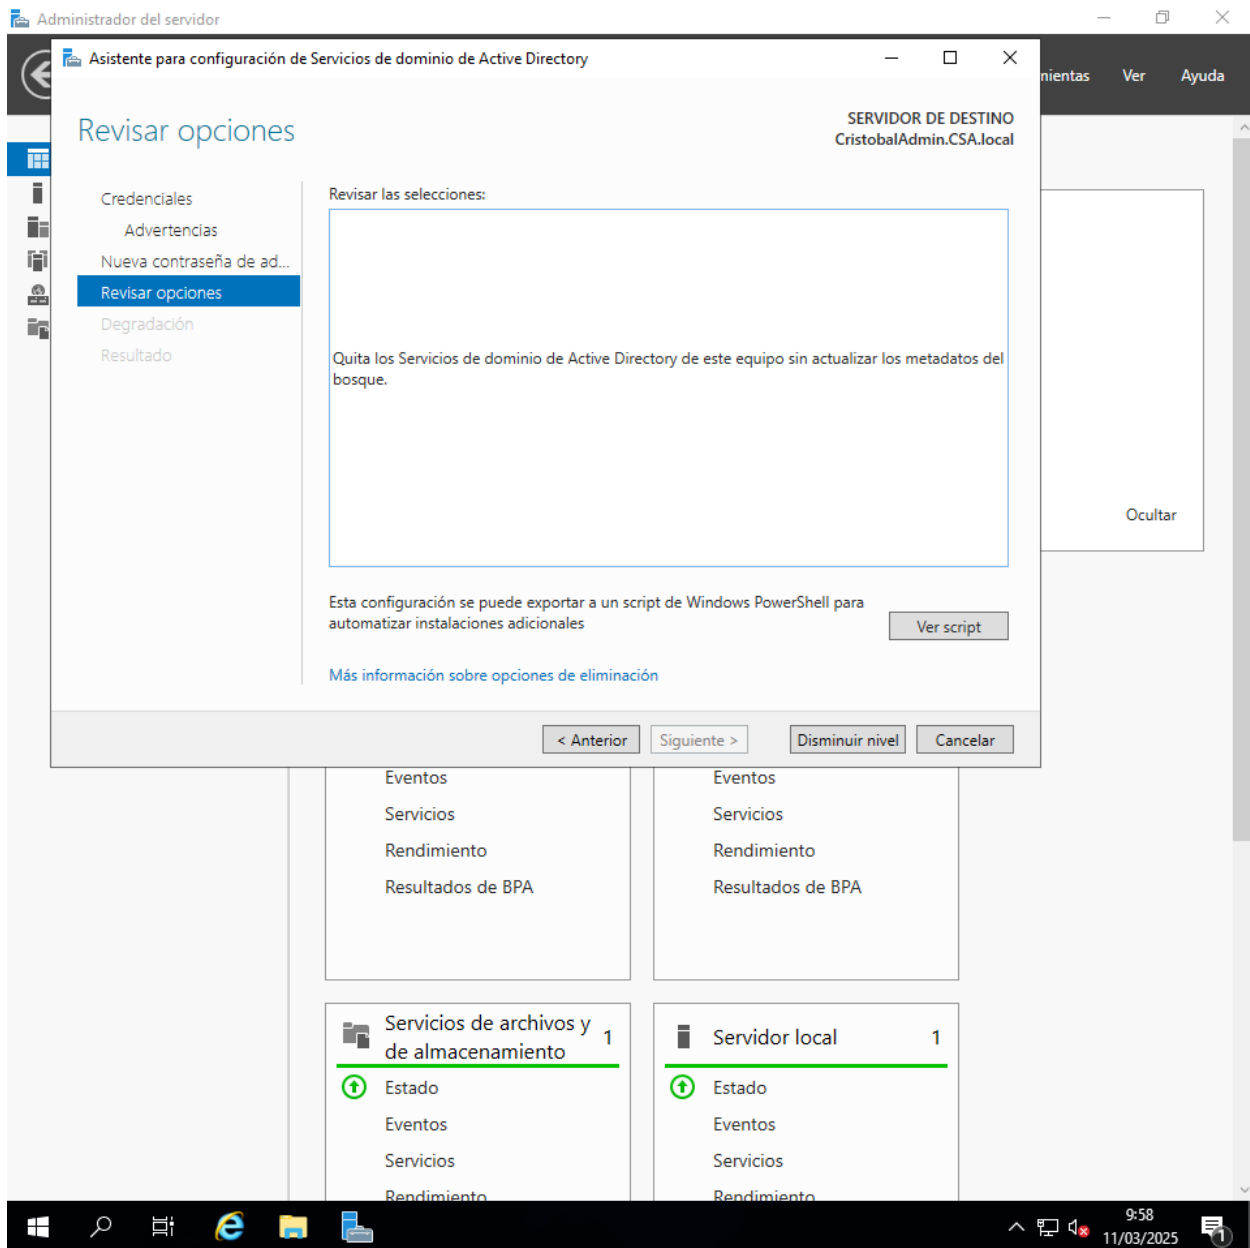 Administrador del servidor
Asistente para configuración de Servicios de dominio de Active Directory
Ver
Ayuda
Revisar opciones
SERVIDOR DE DESTINO
CristobalAdmin.CSA.local
Credenciales
Advertencias
Nueva contraseña de ad...
Revisar opciones
Degradación
Resultado
Revisar las selecciones:
Quita los Servicios de dominio de Active Directory de este equipo sin actualizar los metadatos del
bosque.
Ocultar
Esta configuración se puede exportar a un script de Windows PowerShell para
automatizar instalaciones adicionales
Ver script
Más información sobre opciones de eliminación
< Anterior
Siguiente >
Disminuir nivel
Cancelar
Eventos
Servicios
Rendimiento
Resultados de BPA
Eventos
Servicios
Rendimiento
Resultados de BPA
Servicios de archivos y
de almacenamiento
1
Estado
Eventos
Servicios
Rendimiento
Servidor local
1
Estado
Eventos
Servicios
Rendimiento
9:58
11/03/2025
1